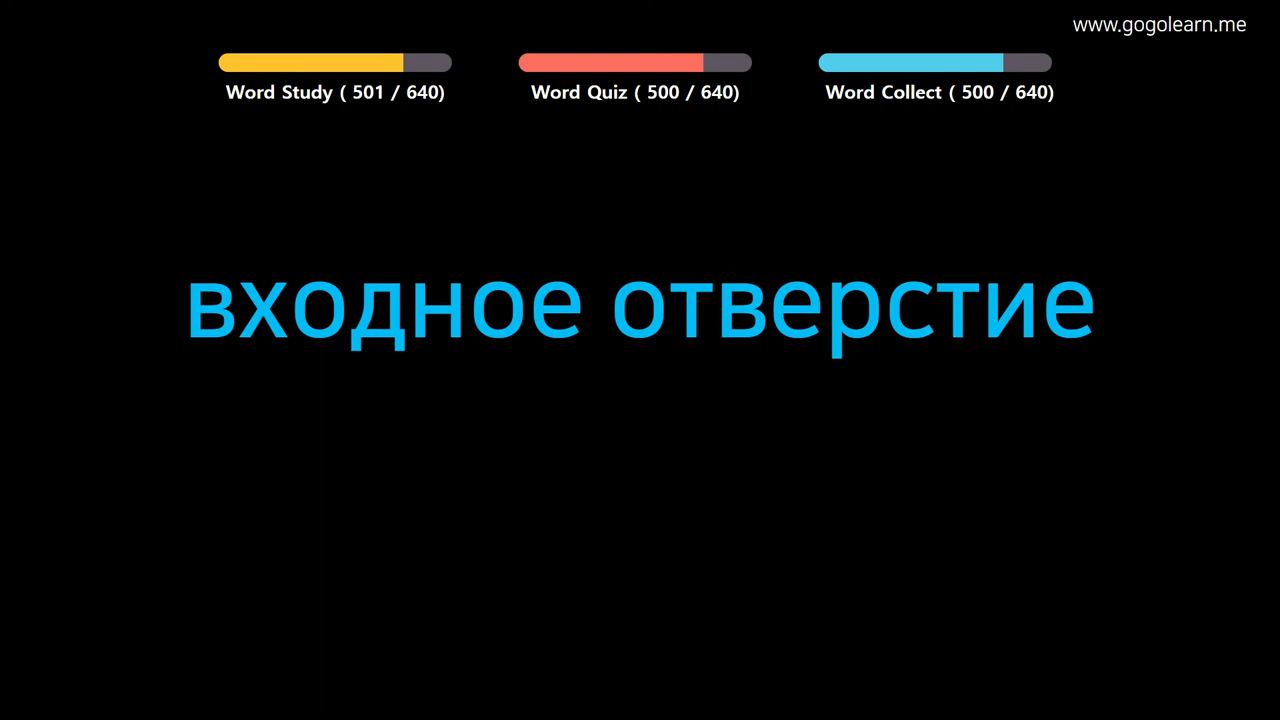 www.gogolearn.me
Word Study ( 501 / 640)
Word Quiz ( 500 / 640)
Word Collect ( 500 / 640)
входное отверстие